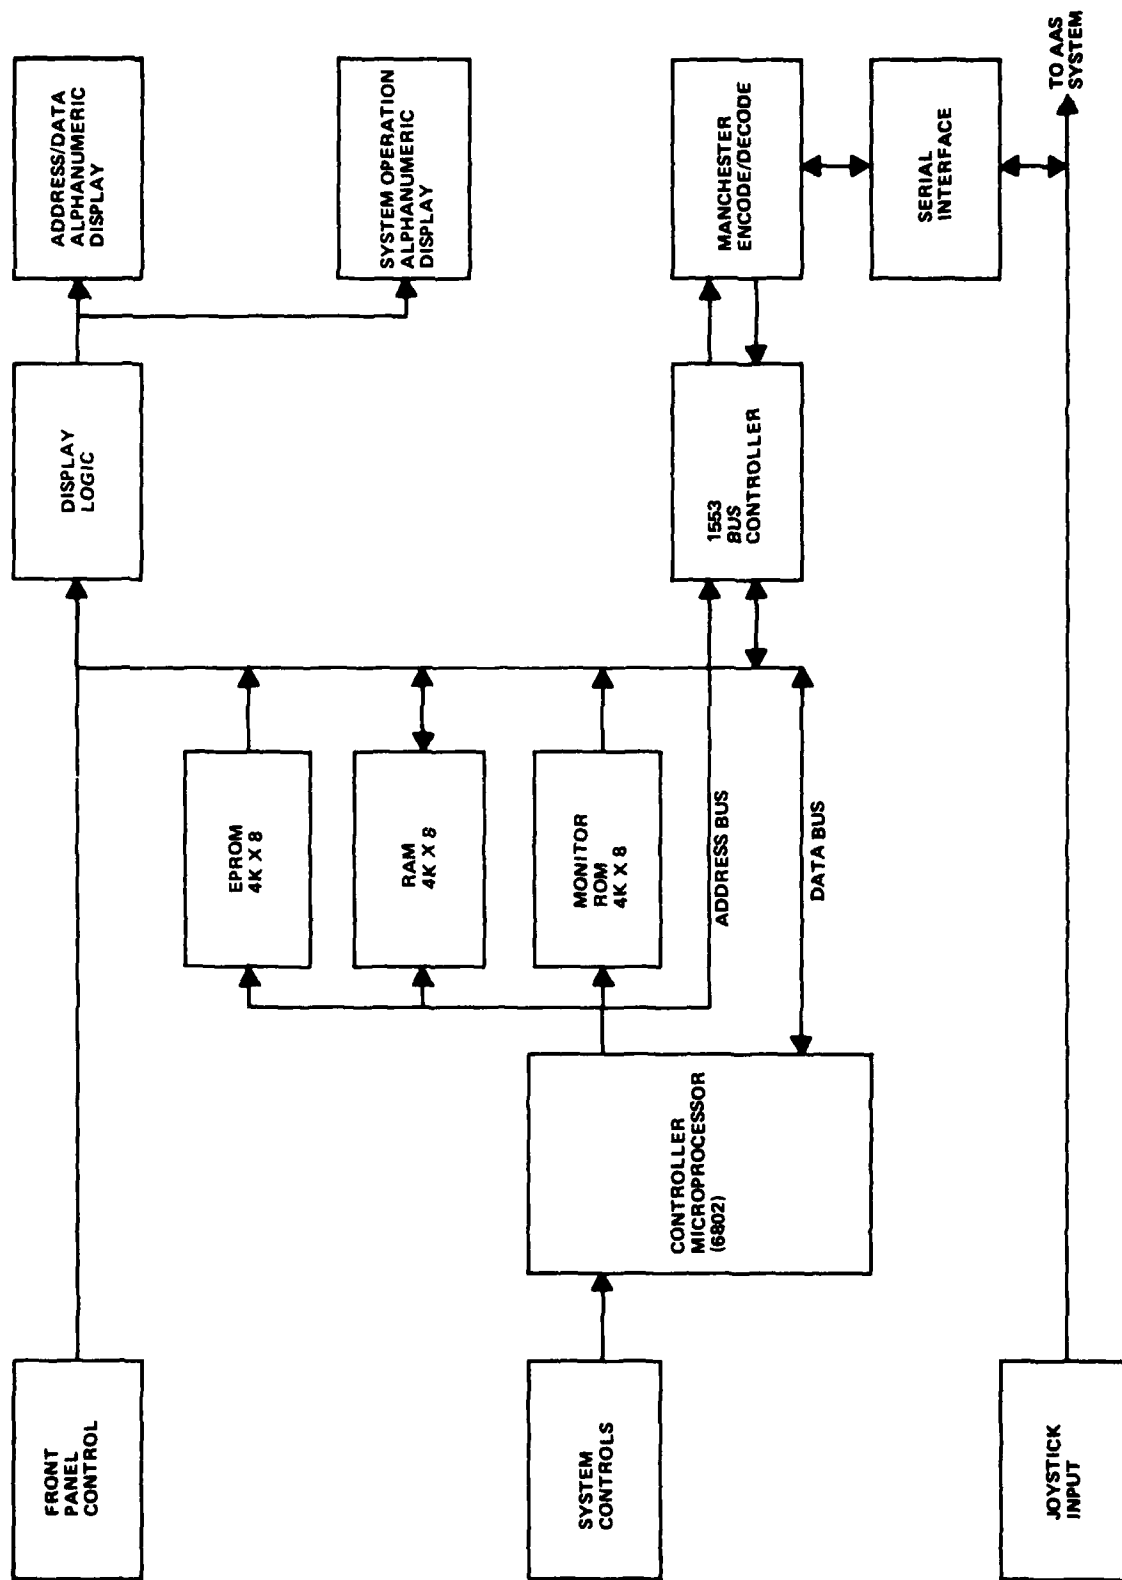 FRONT
PANEL
CONTROL
DISPLAY
LOGIC
ADDRESS/DATA
ALPHANUMERIC
DISPLAY
EPROM
4K X 8
SYSTEM OPERATION
ALPHANUMERIC
DISPLAY
RAM
4K X 8
SYSTEM
CONTROLS
CONTROLLER
MICROPROCESSOR
(6802)
MONITOR
ROM
4K X 8
ADDRESS BUS
DATA BUS
1553
BUS
CONTROLLER
MANCHESTER
ENCODE/DECODE
SERIAL
INTERFACE
JOYSTICK
INPUT
TO AAS
SYSTEM